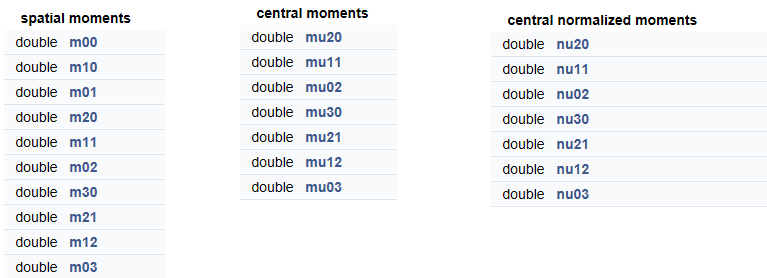 spatial moments
double m00
double m10
double m01
double m20
double m11
double m02
double m30
double m21
double m12
double m03
central moments
double mu20
double mu11
double mu02
double mu30
double mu21
double mu12
double mu03
central normalized moments
double nu20
double nu11
double nu02
double nu30
double nu21
double nu12
double nu03